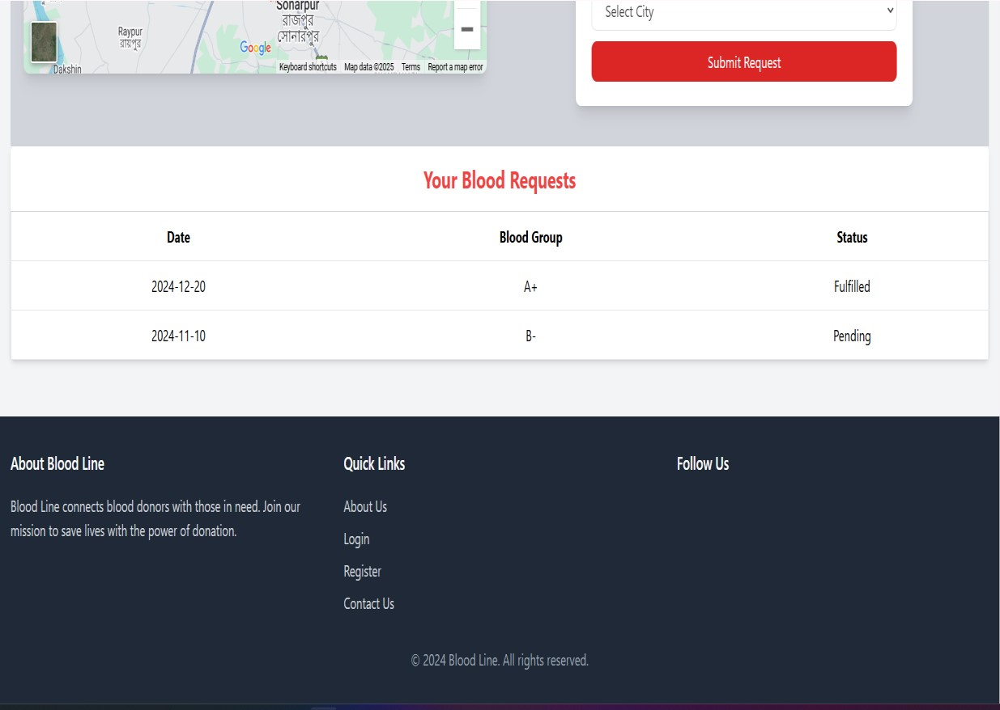 Sonarpur
রাজপুর
সোনারপুর
Raypur
রায়পুর
Google
Dakshin
Keyboard shortcuts Map data ©2025 Terms Report a map error
Select City
Submit Request
Your Blood Requests
Date Blood Group Status
2024-12-20 A+ Fulfilled
2024-11-10 B- Pending
About Blood Line
Blood Line connects blood donors with those in need. Join our
mission to save lives with the power of donation.
Quick Links
About Us
Login
Register
Contact Us
Follow Us
© 2024 Blood Line. All rights reserved.